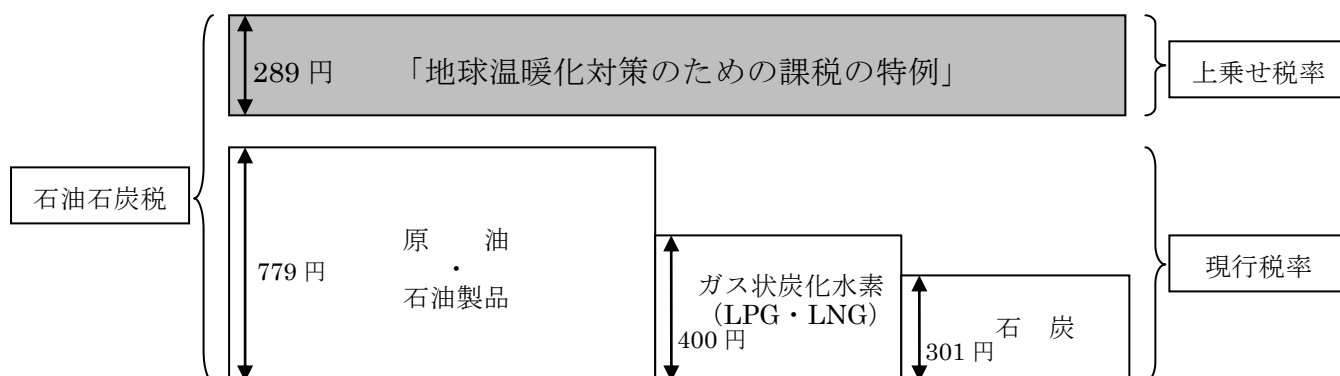 289 円 「地球温暖化対策のための課税の特例」
上乗せ税率
石油石炭税
原 油
・
石油製品
779 円
ガス状炭化水素
（LPG・LNG）
400 円
石 炭
301 円
現行税率